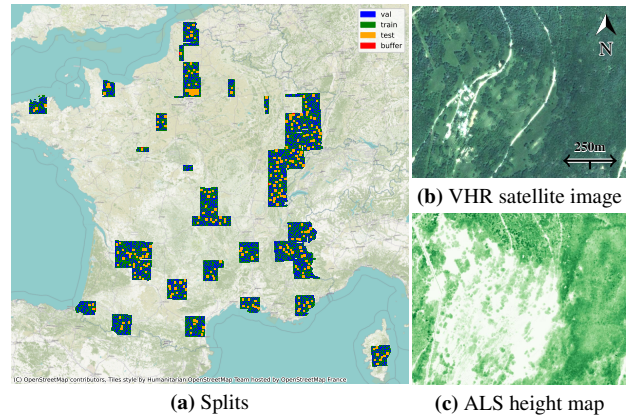 val
train
test
buffer
N
250m
(b) VHR satellite image
(C) OpenStreetMap contributors, Tiles style by Humanitarian OpenStreetMap Team hosted by OpenStreetMap France
(a) Splits
(c) ALS height map